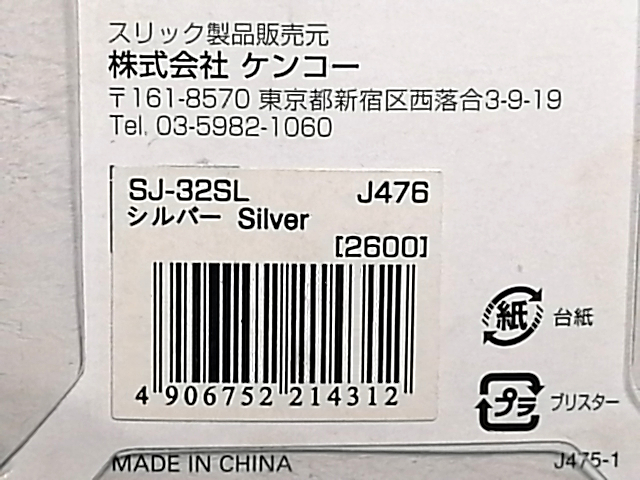 スリック製品販売元
株式会社 ケンコー
〒161-8570 東京都新宿区西落合3-9-19
Tel. 03-5982-1060
SJ-32SL J476
シルバー Silver
[2600]
4 906752 214312
紙 台紙
プラ ブリスター
MADE IN CHINA J475-1